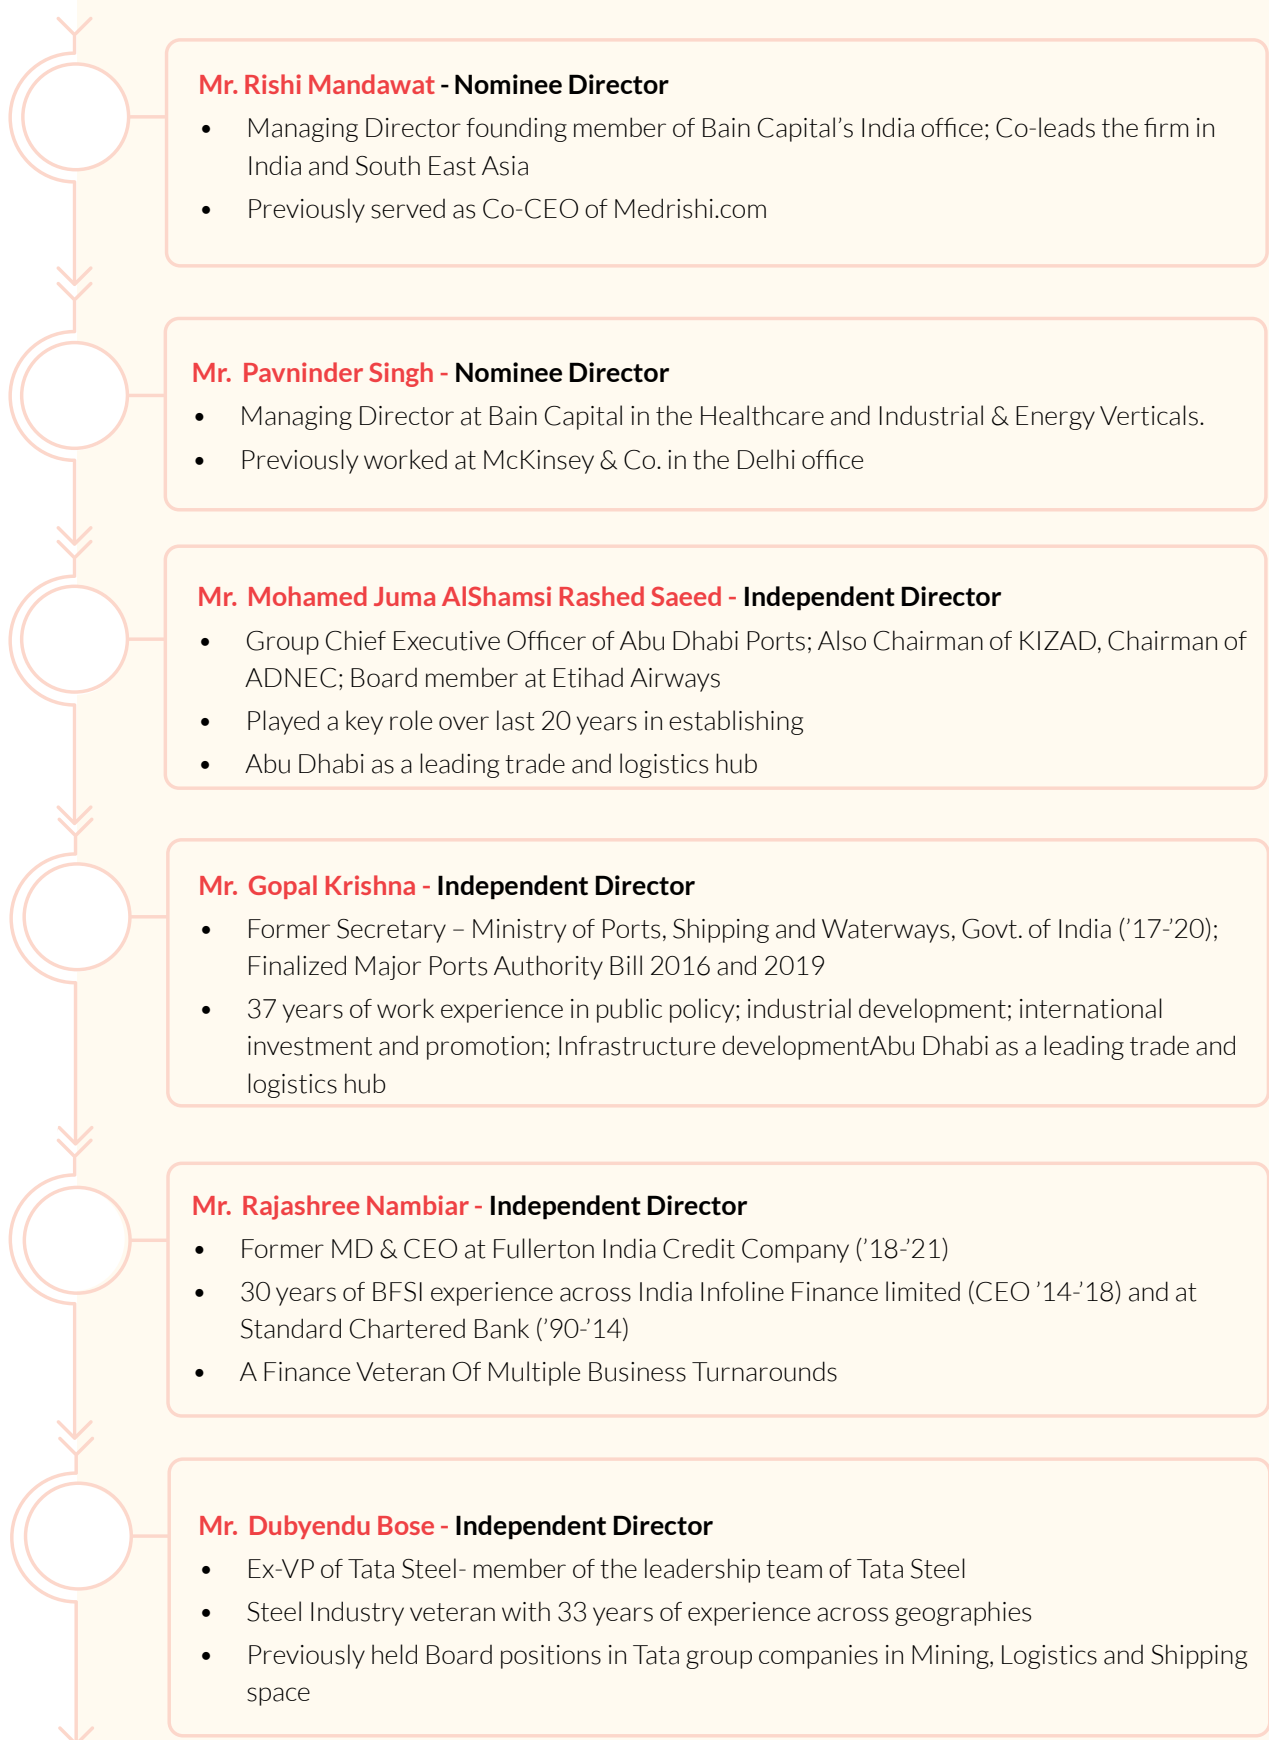 Mr. Rishi Mandawat - Nominee Director
• Managing Director founding member of Bain Capital’s India office; Co-leads the firm in
India and South East Asia
• Previously served as Co-CEO of Medrishi.com
Mr. Pavninder Singh - Nominee Director
• Managing Director at Bain Capital in the Healthcare and Industrial & Energy Verticals.
• Previously worked at McKinsey & Co. in the Delhi office
Mr. Mohamed Juma AlShamsi Rashed Saeed - Independent Director
• Group Chief Executive Officer of Abu Dhabi Ports; Also Chairman of KIZAD, Chairman of
ADNEC; Board member at Etihad Airways
• Played a key role over last 20 years in establishing
• Abu Dhabi as a leading trade and logistics hub
Mr. Gopal Krishna - Independent Director
• Former Secretary – Ministry of Ports, Shipping and Waterways, Govt. of India (’17-’20);
Finalized Major Ports Authority Bill 2016 and 2019
• 37 years of work experience in public policy; industrial development; international
investment and promotion; Infrastructure developmentAbu Dhabi as a leading trade and
logistics hub
Mr. Rajashree Nambiar - Independent Director
• Former MD & CEO at Fullerton India Credit Company (’18-’21)
• 30 years of BFSI experience across India Infoline Finance limited (CEO ’14-’18) and at
Standard Chartered Bank (’90-’14)
• A Finance Veteran Of Multiple Business Turnarounds
Mr. Dubyendu Bose - Independent Director
• Ex-VP of Tata Steel- member of the leadership team of Tata Steel
• Steel Industry veteran with 33 years of experience across geographies
• Previously held Board positions in Tata group companies in Mining, Logistics and Shipping
space